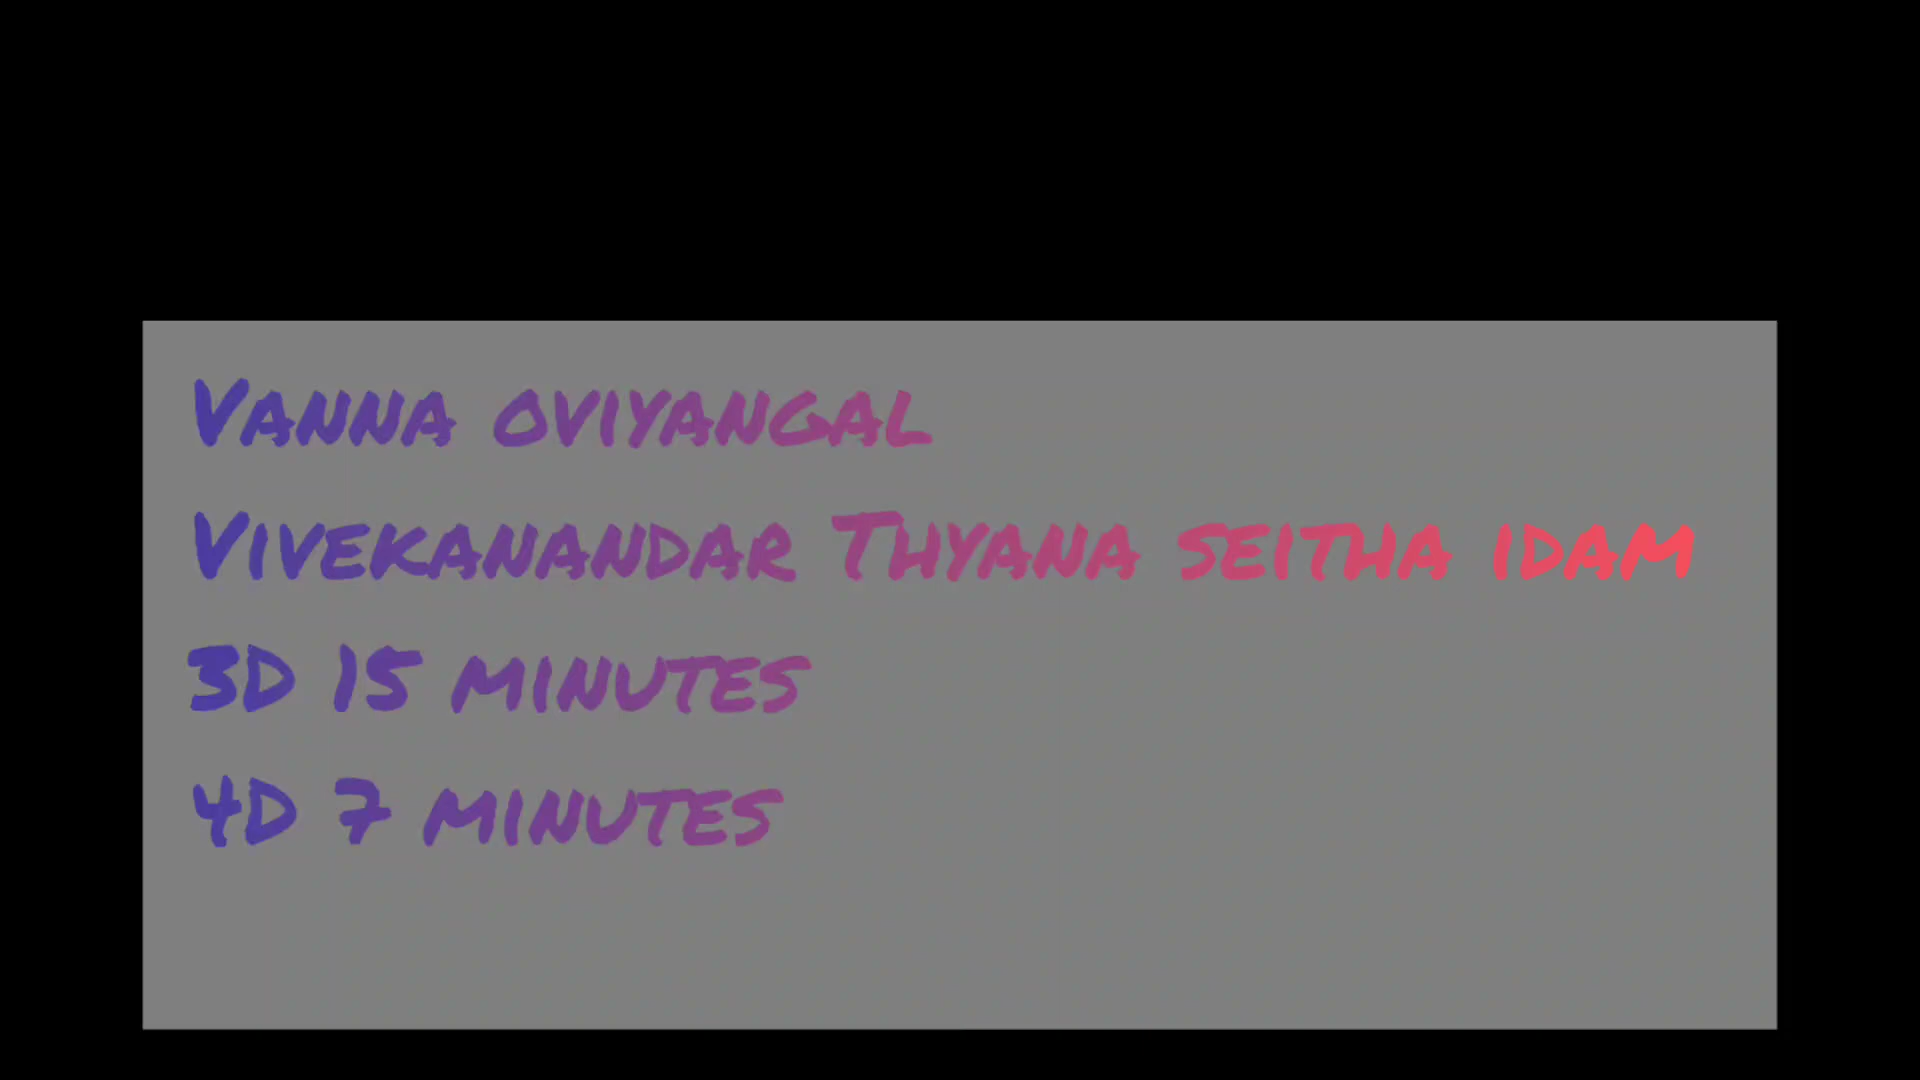 Vanna oviyangal
Vivekanandar Thyana seitha idam
3D 15 minutes
4D 7 minutes